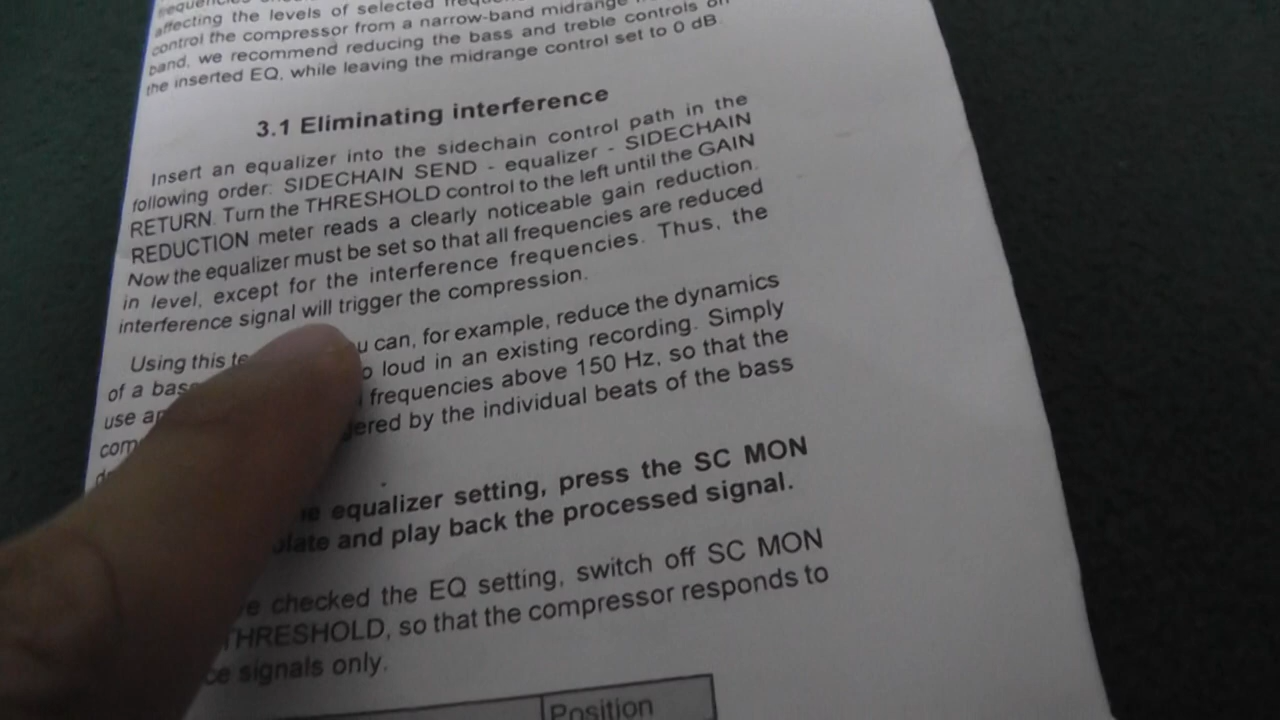 affecting the levels of selected
control the compressor from a narrow-band midrange
band, we recommend reducing the bass and treble controls on
the inserted EQ, while leaving the midrange control set to 0 dB.
3.1 Eliminating interference
Insert an equalizer into the sidechain control path in the
following order: SIDECHAIN SEND - equalizer - SIDECHAIN
RETURN. Turn the THRESHOLD control to the left until the GAIN
REDUCTION meter reads a clearly noticeable gain reduction.
Now the equalizer must be set so that all frequencies are reduced
in level, except for the interference frequencies. Thus, the
interference signal will trigger the compression.
Using this can, for example, reduce the dynamics
of a loud in an existing recording. Simply
use frequencies above 150 Hz, so that the
by the individual beats of the bass
equalizer setting, press the SC MON
and play back the processed signal.
checked the EQ setting, switch off SC MON
THRESHOLD, so that the compressor responds to
signals only.
Position